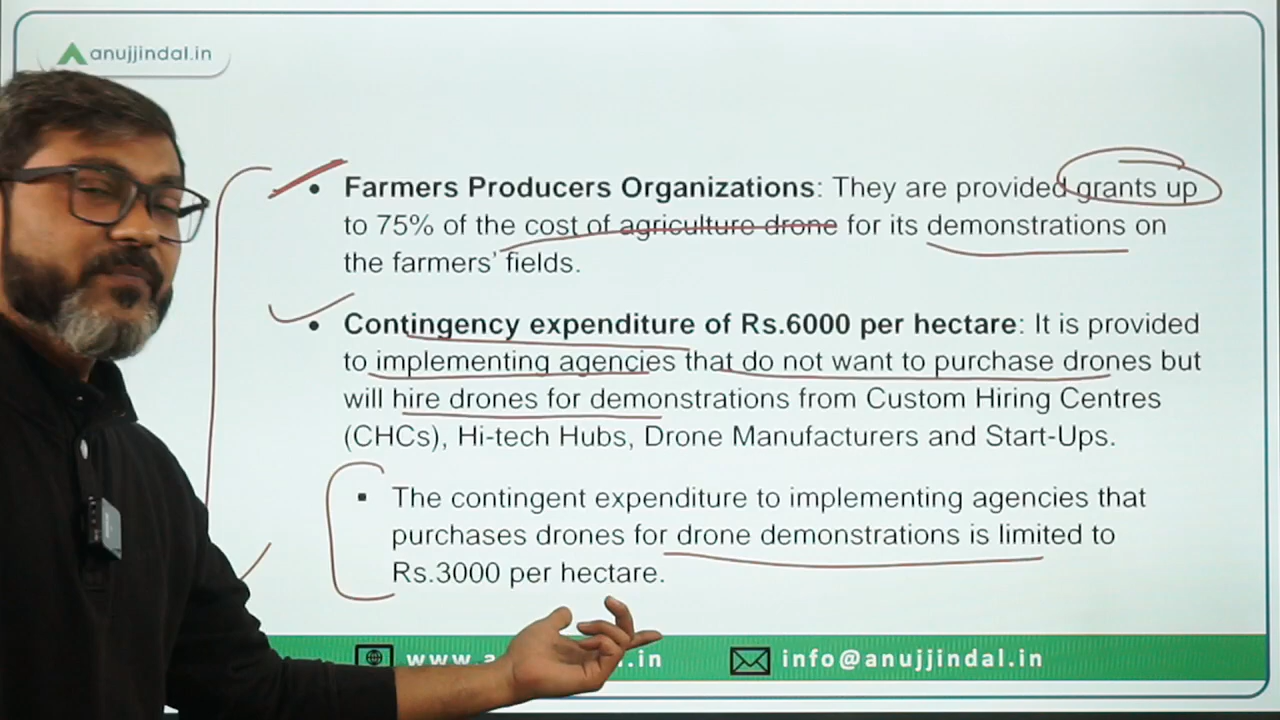 anujjindal.in
• Farmers Producers Organizations: They are provided grants up
to 75% of the cost of agriculture drone for its demonstrations on
the farmers’ fields.
• Contingency expenditure of Rs.6000 per hectare: It is provided
to implementing agencies that do not want to purchase drones but
will hire drones for demonstrations from Custom Hiring Centres
(CHCs), Hi-tech Hubs, Drone Manufacturers and Start-Ups.
▪ The contingent expenditure to implementing agencies that
purchases drones for drone demonstrations is limited to
Rs.3000 per hectare.
info@anujjindal.in